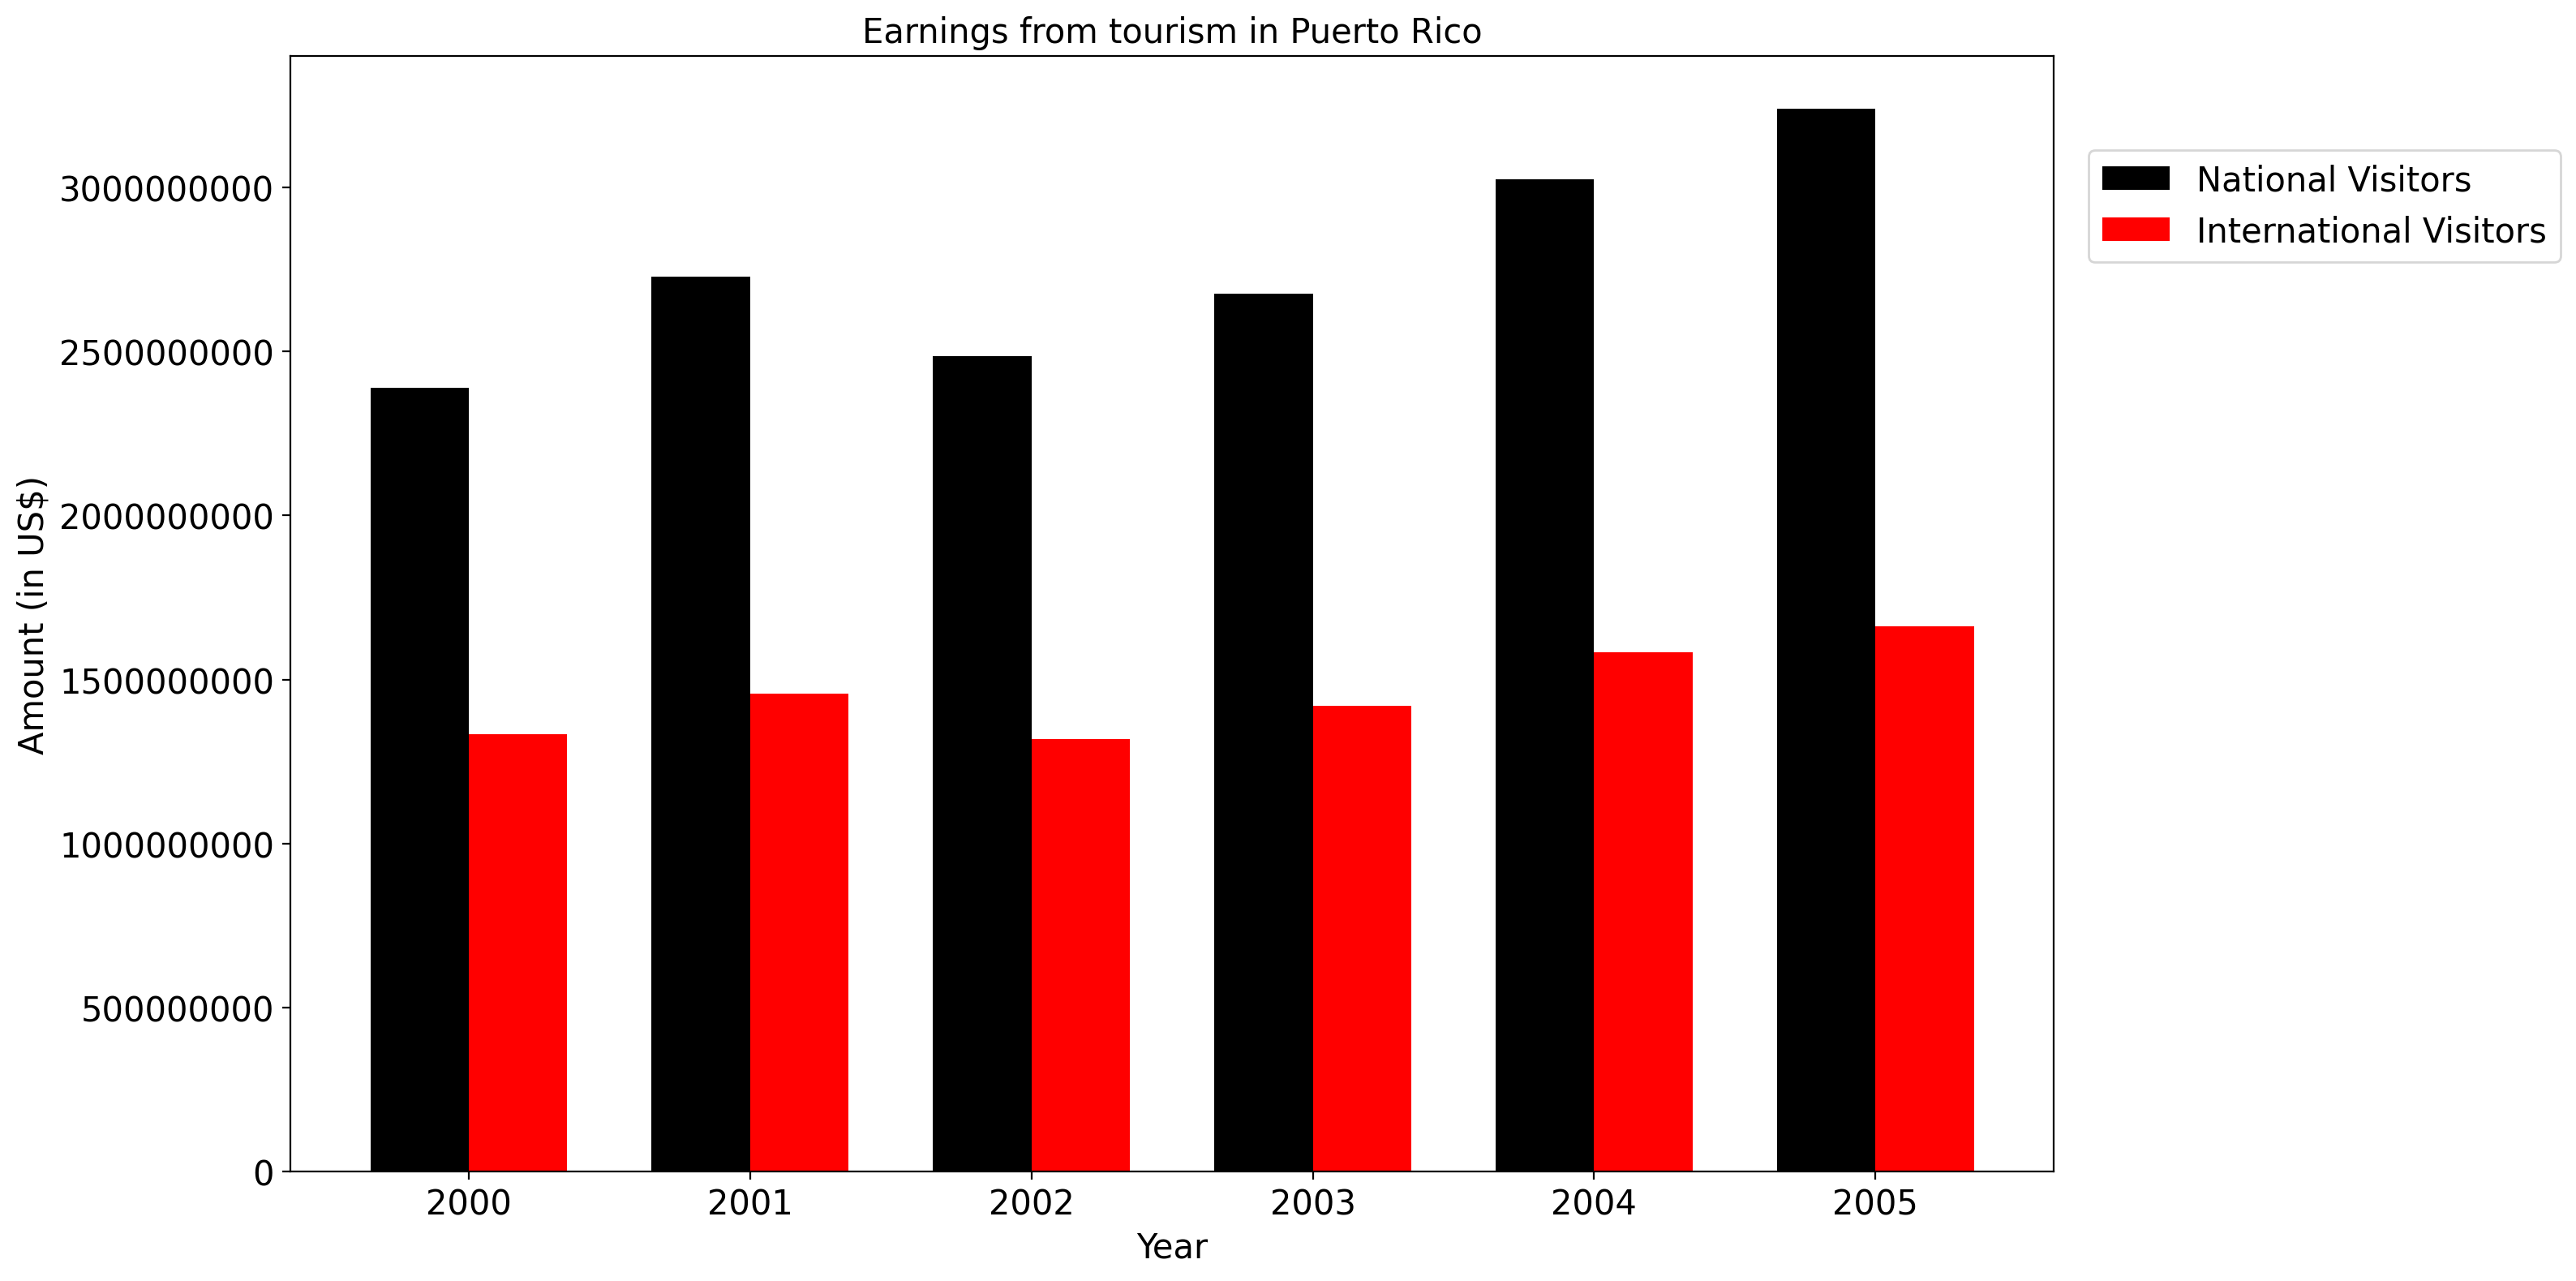 Earnings from tourism in Puerto Rico
National Visitors
International Visitors
Amount (in US$)
3000000000
2500000000
2000000000
1500000000
1000000000
500000000
0
2000 2001 2002 2003 2004 2005
Year